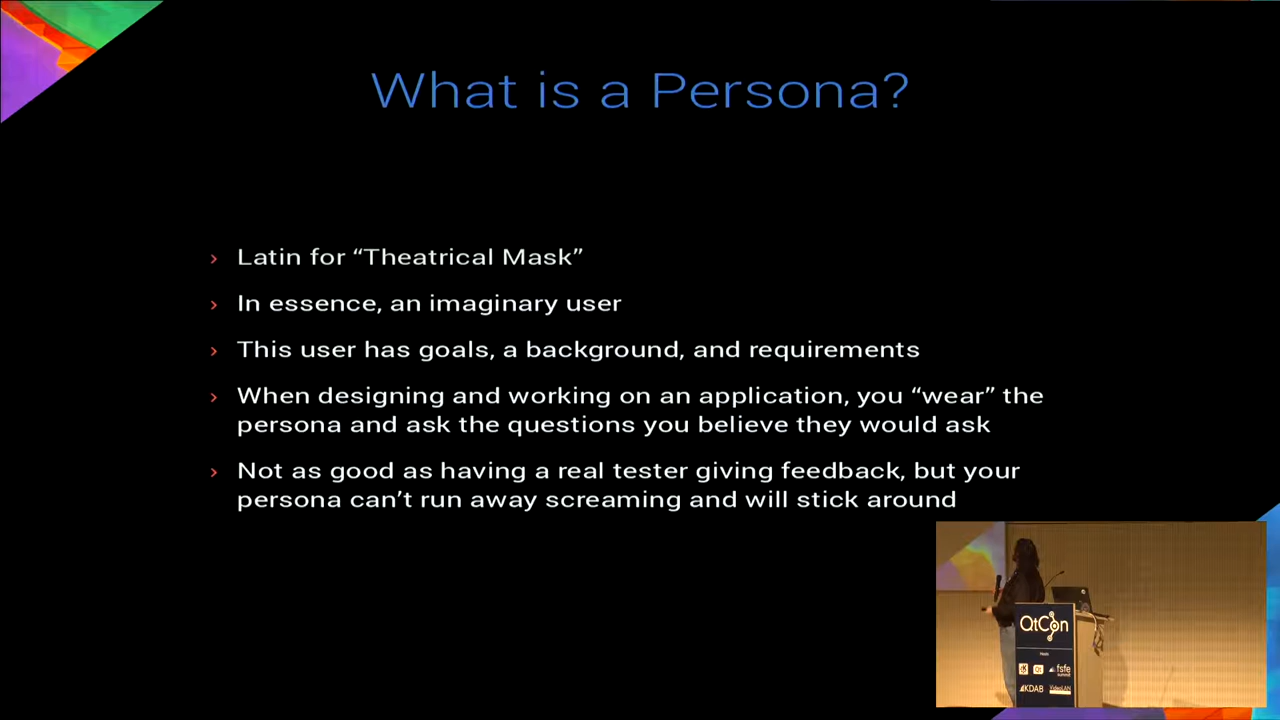 What is a Persona?
› Latin for “Theatrical Mask”
› In essence, an imaginary user
› This user has goals, a background, and requirements
› When designing and working on an application, you “wear” the
persona and ask the questions you believe they would ask
› Not as good as having a real tester giving feedback, but your
persona can’t run away screaming and will stick around
QtCon
Qt
fsfe
summit
KDAB
VideoLAN